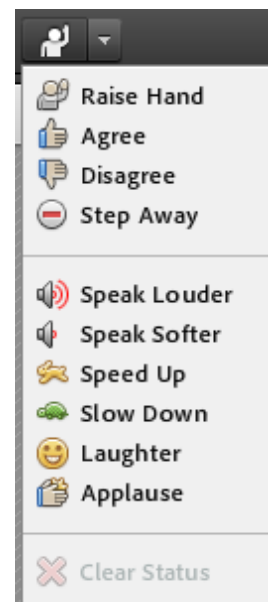 Raise Hand
Agree
Disagree
Step Away
Speak Louder
Speak Softer
Speed Up
Slow Down
Laughter
Applause
Clear Status